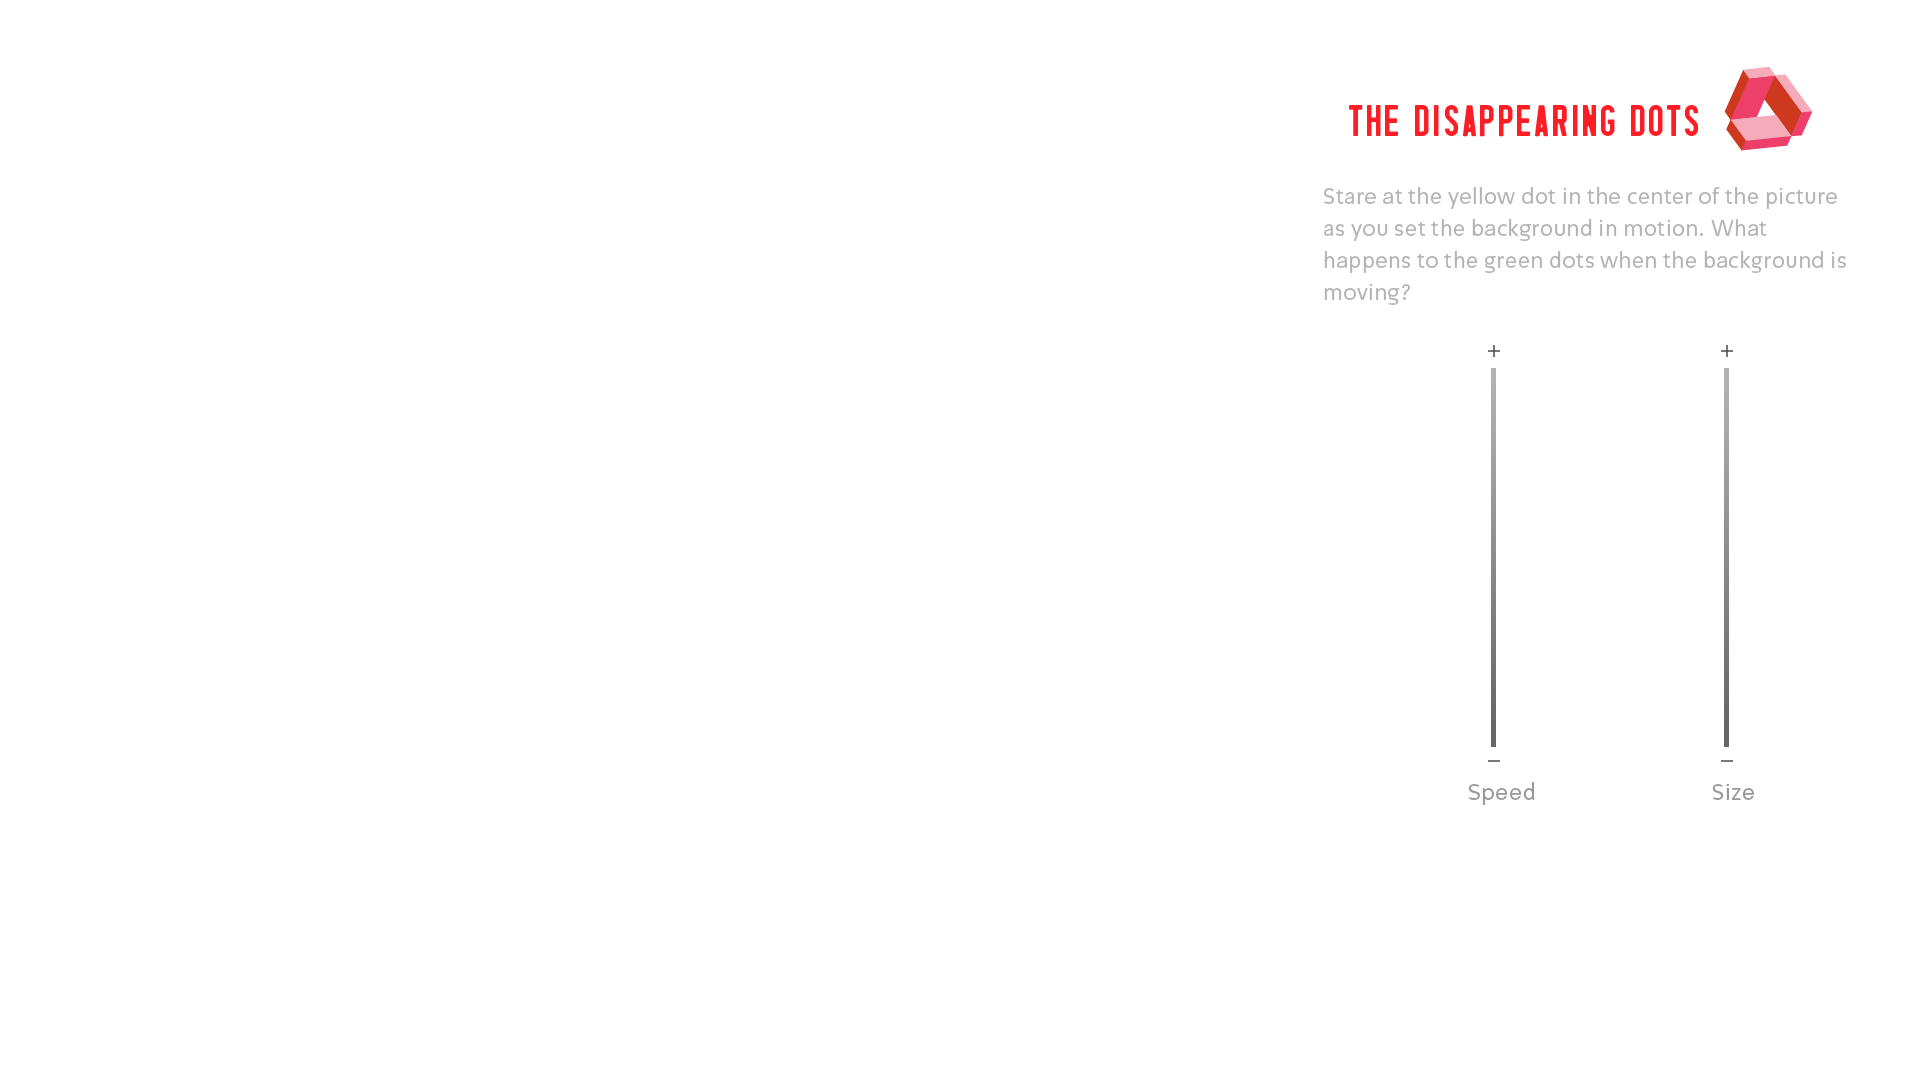 THE DISAPPEARING DOTS
Stare at the yellow dot in the center of the picture
as you set the background in motion. What
happens to the green dots when the background is
moving?
+ +
– –
Speed Size